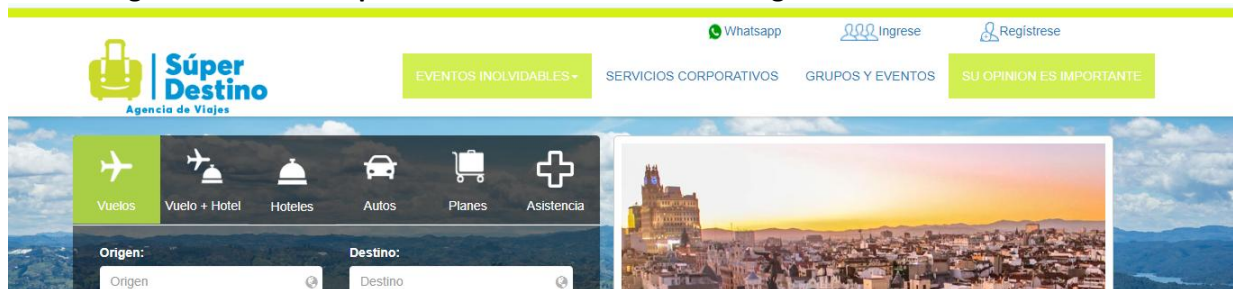 Whatsapp Ingrese Regístrese
Súper
Destino
Agencia de Viajes
EVENTOS INOLVIDABLES SERVICIOS CORPORATIVOS GRUPOS Y EVENTOS SU OPINION ES IMPORTANTE
Vuelos Vuelo + Hotel Hoteles Autos Planes Asistencia
Origen: Destino:
Origen Destino